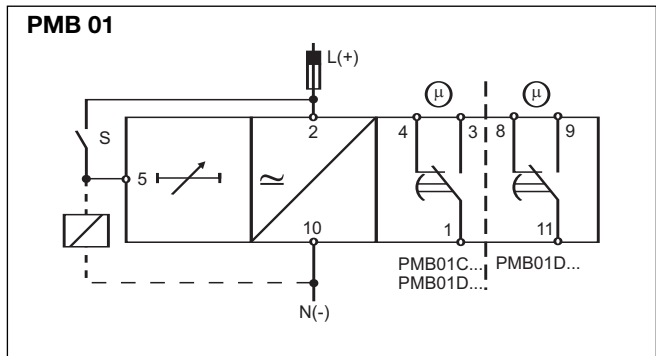 PMB 01
L(+)
μ μ
2 4 3 8 9
S
5
≃
10 1 11
PMB01C... PMB01D...
PMB01D...
N(-)